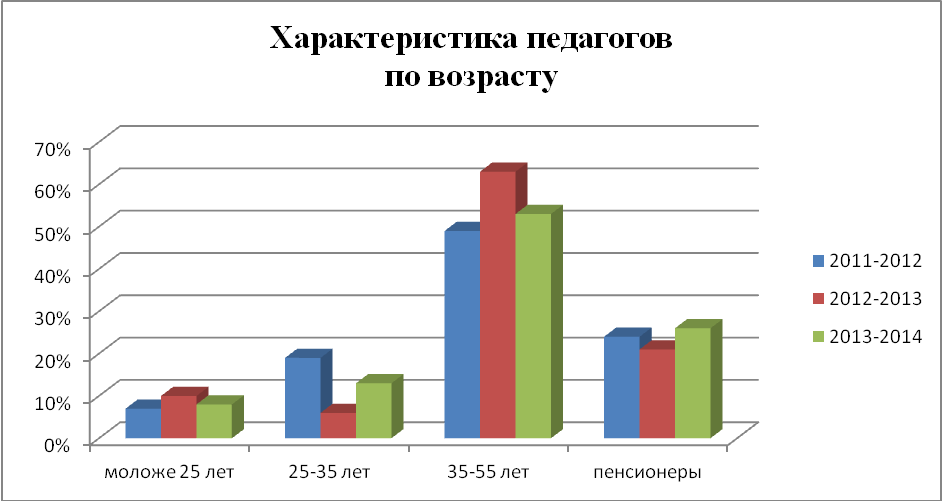 Характеристика педагогов
по возрасту
70%
60%
50%
40%
30%
20%
10%
0%
моложе 25 лет
25-35 лет
35-55 лет
пенсионеры
2011-2012
2012-2013
2013-2014